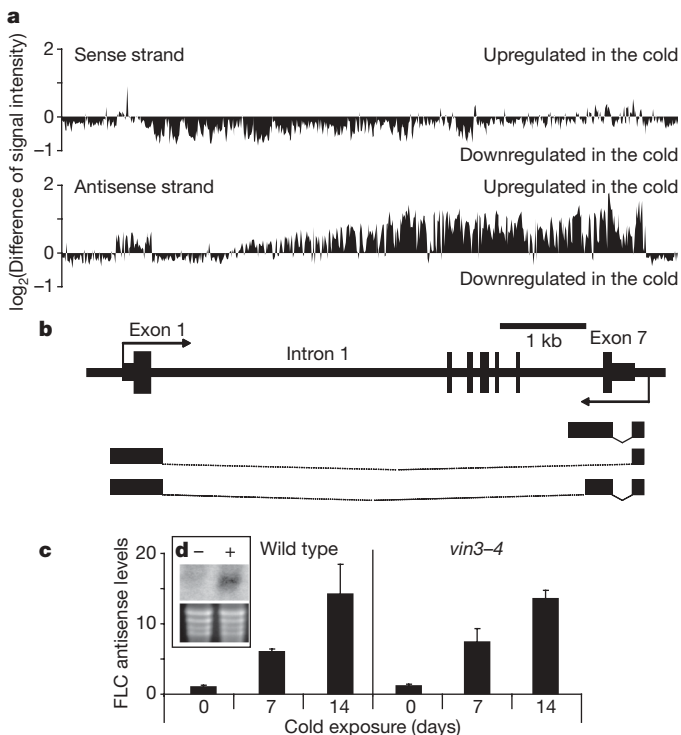 a
log2(Difference of signal intensity)
2
Sense strand
Upregulated in the cold
0
Downregulated in the cold
−1
2
Antisense strand
Upregulated in the cold
0
Downregulated in the cold
−1
b
Exon 1
1 kb
Exon 7
Intron 1
c
FLC antisense levels
20
10
0
d
− +
Wild type
vin3–4
0 7 14 0 7 14
Cold exposure (days)